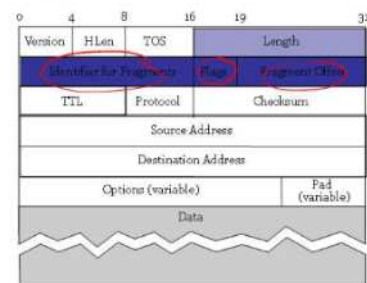 0 4 8 16 19 31
Version HLen TOS Length
Identifier for Fragments Flags Fragment Offset
TTL Protocol Checksum
Source Address
Destination Address
Options (variable) Pad (variable)
Data